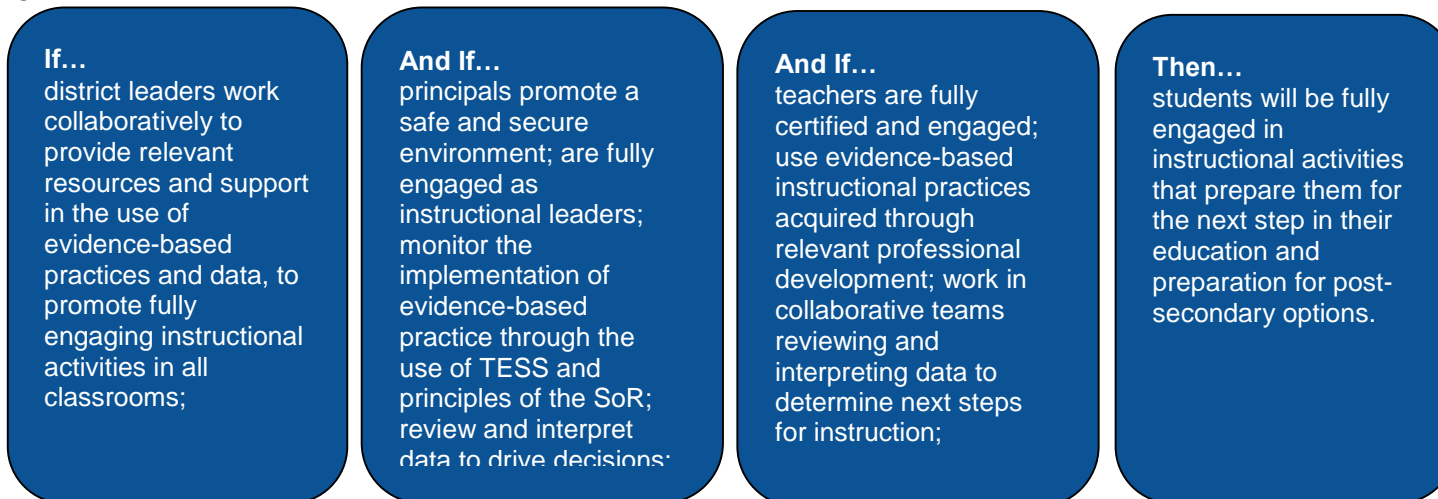 If…
district leaders work
collaboratively to
provide relevant
resources and support
in the use of
evidence-based
practices and data, to
promote fully
engaging instructional
activities in all
classrooms;
And If…
principals promote a
safe and secure
environment; are fully
engaged as
instructional leaders;
monitor the
implementation of
evidence-based
practice through the
use of TESS and
principles of the SoR;
review and interpret
data to drive decisions;
And If…
teachers are fully
certified and engaged;
use evidence-based
instructional practices
acquired through
relevant professional
development; work in
collaborative teams
reviewing and
interpreting data to
determine next steps
for instruction;
Then…
students will be fully
engaged in
instructional activities
that prepare them for
the next step in their
education and
preparation for post-
secondary options.